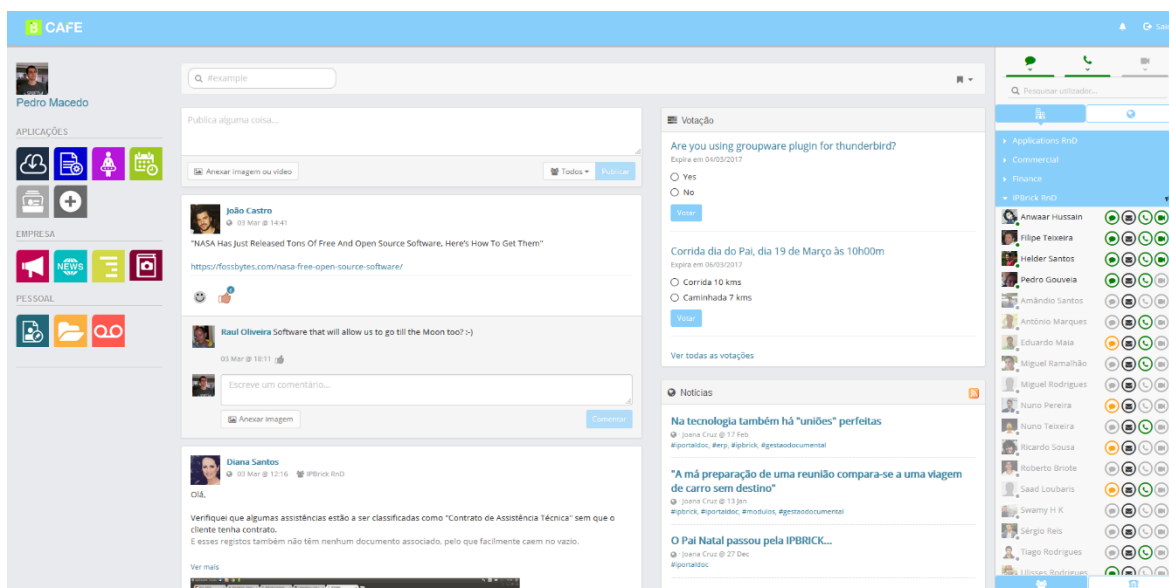 CAFE
Sair
Pedro Macedo
APLICAÇÕES
EMPRESA
NEWS
PESSOAL
#example
Publica alguma coisa...
Anexar imagem ou video
Todos
Publicar
João Castro
03 Mar @ 14:41
"NASA Has Just Released Tons Of Free And Open Source Software, Here's How To Get Them"
https://fossbytes.com/nasa-free-open-source-software/
Raul Oliveira Software that will allow us to go till the Moon too? :-)
03 Mar @ 18:11
Escreve um comentário...
Anexar imagem
Comentar
Diana Santos
03 Mar @ 12:16 IPBrick RnD
Olá,
Verifiquei que algumas assistências estão a ser classificadas como "Contrato de Assistência Técnica" sem que o
cliente tenha contrato.
E esses registos também não têm nenhum documento associado, pelo que facilmente caem no vazio.
Ver mais
Votação
Are you using groupware plugin for thunderbird?
Expira em 04/03/2017
Yes
No
Votar
Corrida dia do Pai, dia 19 de Março às 10h00m
Expira em 06/03/2017
Corrida 10 kms
Caminhada 7 kms
Votar
Ver todas as votações
Notícias
Na tecnologia também há "uniões" perfeitas
- Joana Cruz @ 17 Feb
#iportaldoc, #erp, #ipbrick, #gestaodocumental
"A má preparação de uma reunião compara-se a uma viagem
de carro sem destino"
- Joana Cruz @ 13 Jan
#ipbrick, #iportaldoc, #modulos, #gestaodocumental
O Pai Natal passou pela IPBRICK...
- Joana Cruz @ 27 Dec
#iportaldoc
Pesquisar utilizador...
Applications RnD
Commercial
Finance
IPBrick RnD
Anwaar Hussain
Filipe Teixeira
Helder Santos
Pedro Gouveia
Amândio Santos
António Marques
Eduardo Maia
Miguel Ramalhão
Miguel Rodrigues
Nuno Pereira
Nuno Teixeira
Ricardo Sousa
Roberto Briote
Saad Loubaris
Swamy H K
Sérgio Reis
Tiago Rodrigues
Ulisses Rodrigues